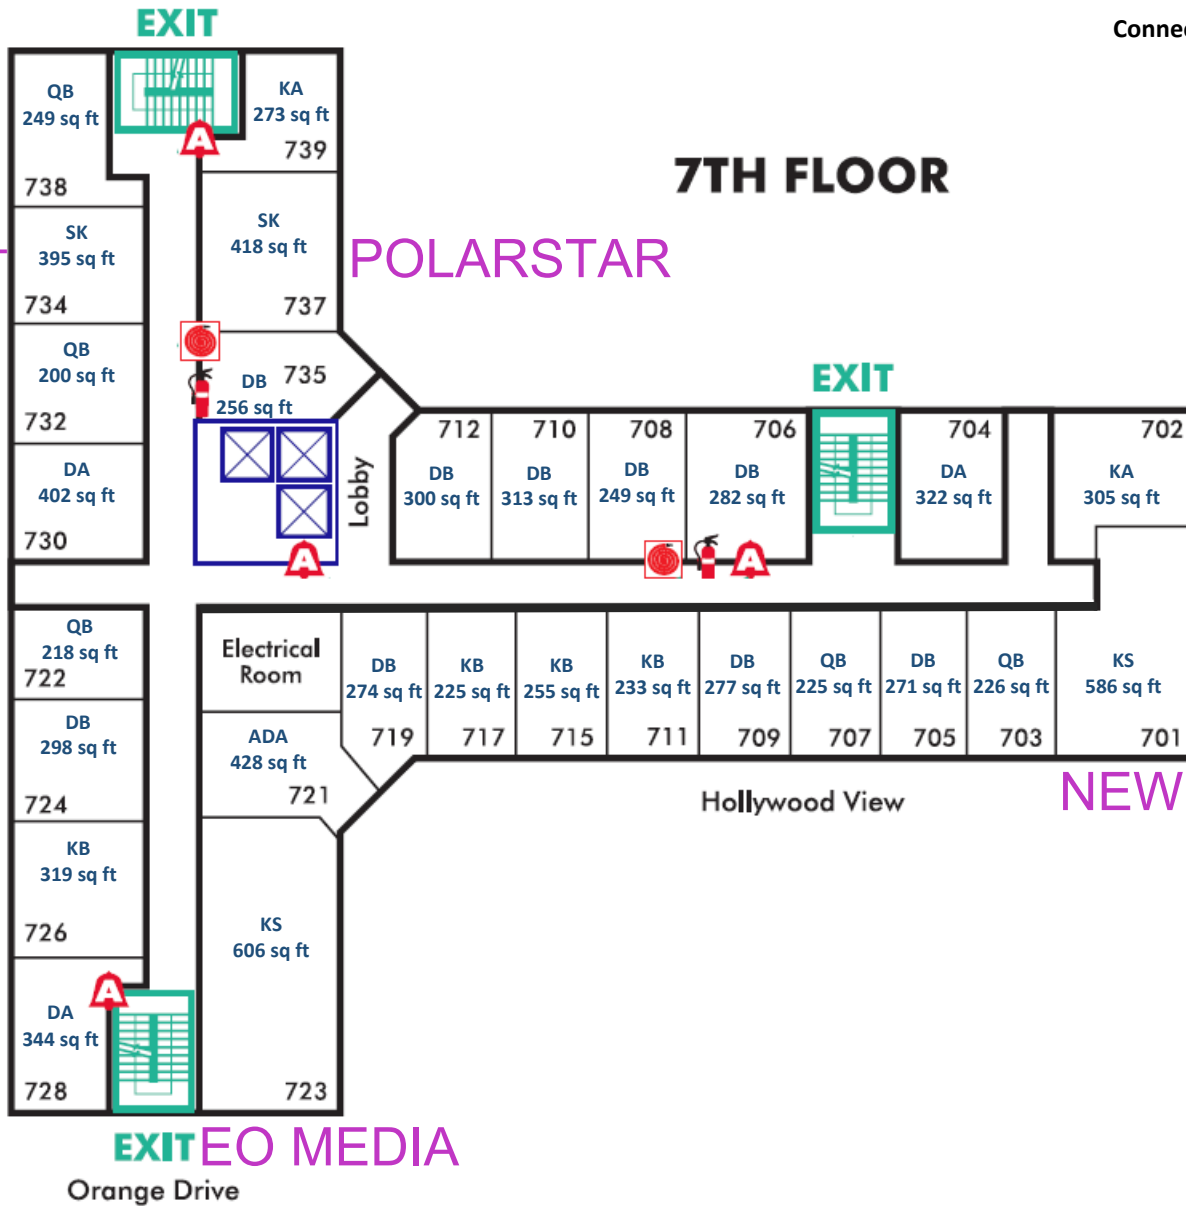 EXIT
Connec
7TH FLOOR
QB
249 sq ft
738
KA
273 sq ft
739
SK
395 sq ft
734
SK
418 sq ft
737
POLARSTAR
QB
200 sq ft
732
735
DB
256 sq ft
DA
402 sq ft
730
Lobby
EXIT
712
DB
300 sq ft
710
DB
313 sq ft
708
DB
249 sq ft
706
DB
282 sq ft
704
DA
322 sq ft
702
KA
305 sq ft
A
A
A
QB
218 sq ft
722
Electrical
Room
DB
274 sq ft
719
KB
225 sq ft
717
KB
255 sq ft
715
KB
233 sq ft
711
DB
277 sq ft
709
QB
225 sq ft
707
DB
271 sq ft
705
QB
226 sq ft
703
KS
586 sq ft
701
DB
298 sq ft
724
ADA
428 sq ft
721
Hollywood View
NEW
KB
319 sq ft
726
KS
606 sq ft
723
A
DA
344 sq ft
728
EXIT
EO MEDIA
Orange Drive